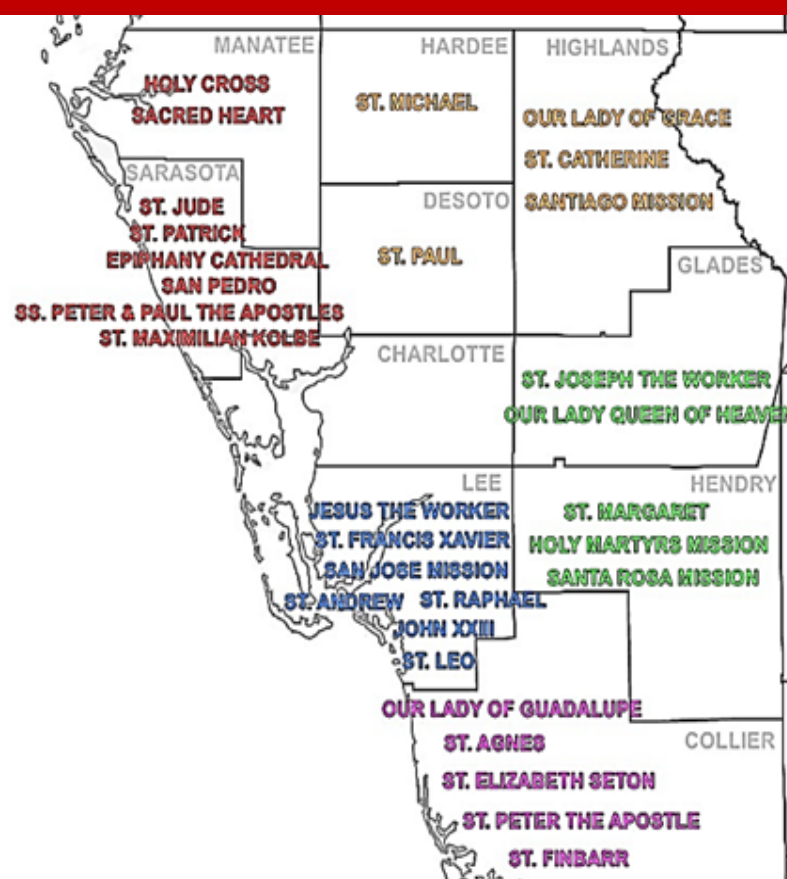 MANATEE
HARDEE
HIGHLANDS
HOLY CROSS
SACRED HEART
ST. MICHAEL
OUR LADY OF GRACE
ST. CATHERINE
SANTIAGO MISSION
SARASOTA
DESOTO
ST. JUDE
ST. PATRICK
EPIPHANY CATHEDRAL
SAN PEDRO
SS. PETER & PAUL THE APOSTLES
ST. MAXIMILIAN KOLBE
ST. PAUL
GLADES
CHARLOTTE
ST. JOSEPH THE WORKER
OUR LADY QUEEN OF HEAVEN
LEE
HENDRY
JESUS THE WORKER
ST. FRANCIS XAVIER
SAN JOSE MISSION
ST. ANDREW ST. RAPHAEL
JOHN XXIII
ST. LEO
ST. MARGARET
HOLY MARTYRS MISSION
SANTA ROSA MISSION
OUR LADY OF GUADALUPE
ST. AGNES
COLLIER
ST. ELIZABETH SETON
ST. PETER THE APOSTLE
ST. FINBARR